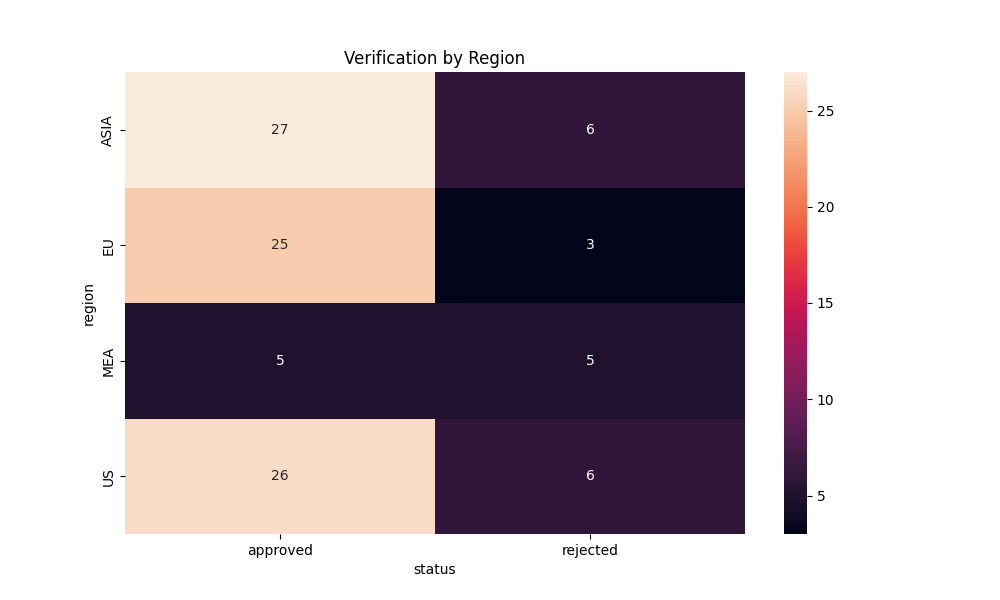 Verification by Region
ASIA
27
6
EU
25
3
MEA
5
5
US
26
6
region
approved
rejected
status
25
20
15
10
5